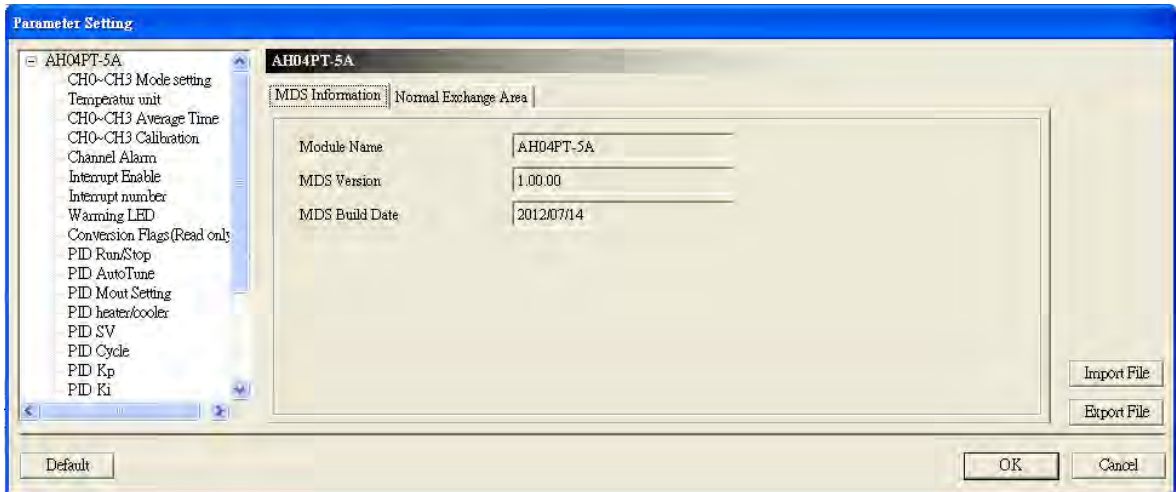 Parameter Setting
AH04PT-5A
CH0~CH3 Mode setting
Temperatur unit
CH0~CH3 Average Time
CH0~CH3 Calibration
Channel Alarm
Interrupt Enable
Interrupt number
Warming LED
Conversion Flags(Read only
PID Run/Stop
PID AutoTune
PID Mout Setting
PID heater/cooler
PID SV
PID Cycle
PID Kp
PID Ki
AH04PT-5A
MDS Information Normal Exchange Area
Module Name AH04PT-5A
MDS Version 1.00.00
MDS Build Date 2012/07/14
Import File
Export File
Default OK Cancel